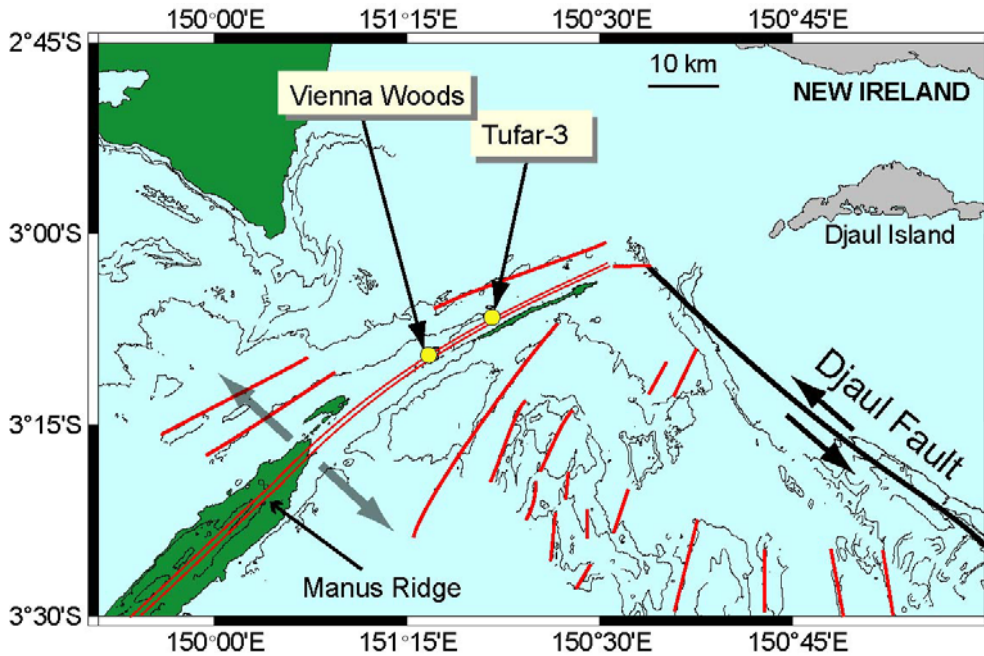 150°00'E 151°16'E 150°30'E 150°45'E
2°45'S
10 km
NEW IRELAND
Vienna Woods
Tufar-3
3°00'S
Djaul Island
Djaul Fault
3°15'S
Manus Ridge
3°30'S
150°00'E 151°15'E 150°30'E 150°45'E